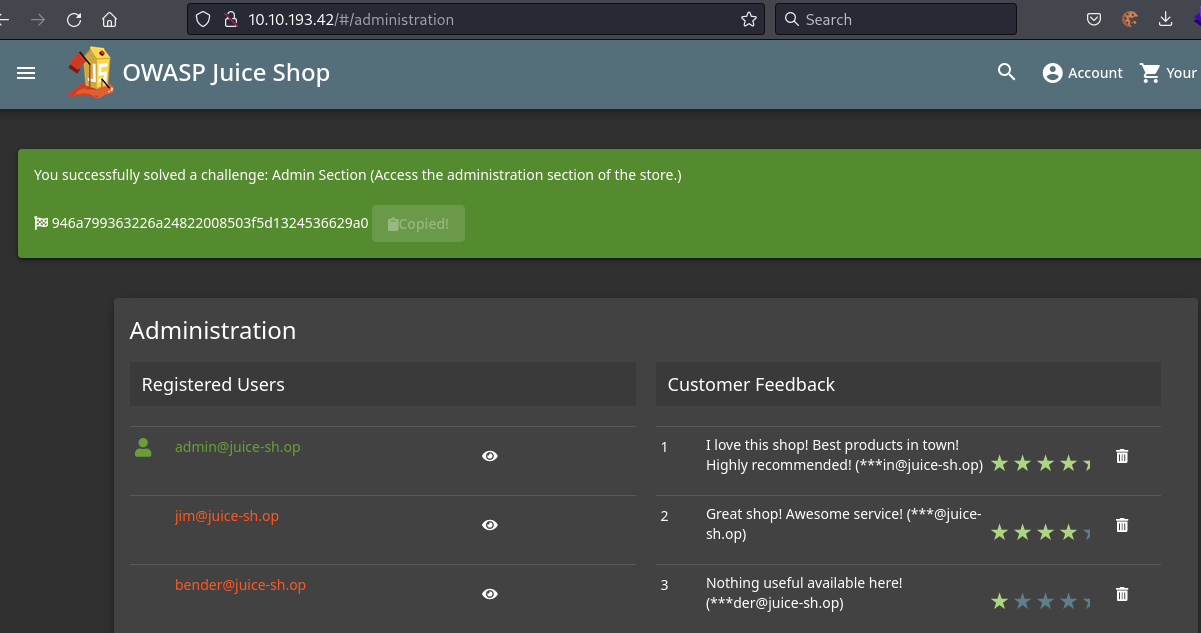 10.10.193.42/#/administration
Search
OWASP Juice Shop
Account
Your
You successfully solved a challenge: Admin Section (Access the administration section of the store.)
946a799363226a24822008503f5d1324536629a0 Copied!
Administration
Registered Users
Customer Feedback
admin@juice-sh.op
1
I love this shop! Best products in town!
Highly recommended! (***in@juice-sh.op)
jim@juice-sh.op
2
Great shop! Awesome service! (***@juice-
sh.op)
bender@juice-sh.op
3
Nothing useful available here!
(***der@juice-sh.op)